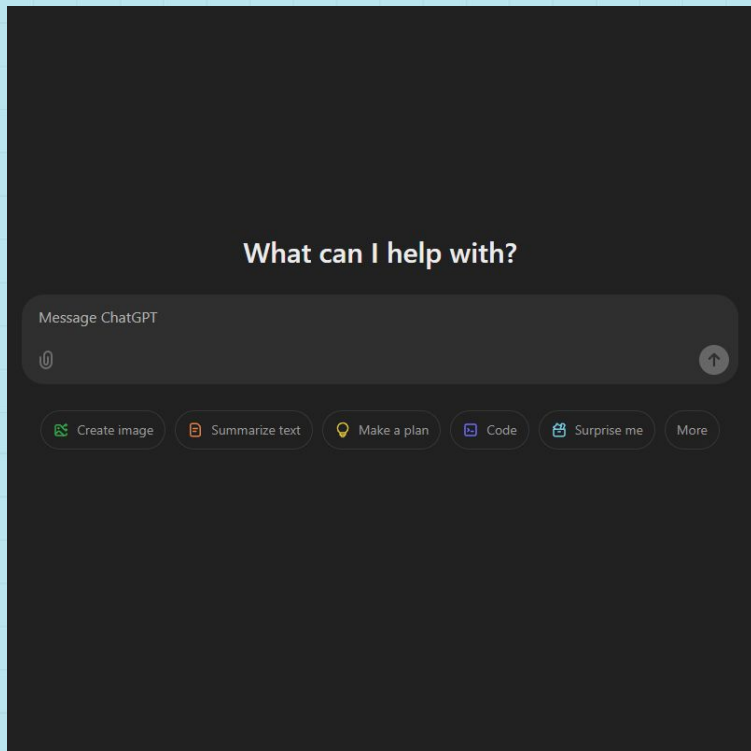 What can I help with?
Message ChatGPT
Create image Summarize text Make a plan Code Surprise me More